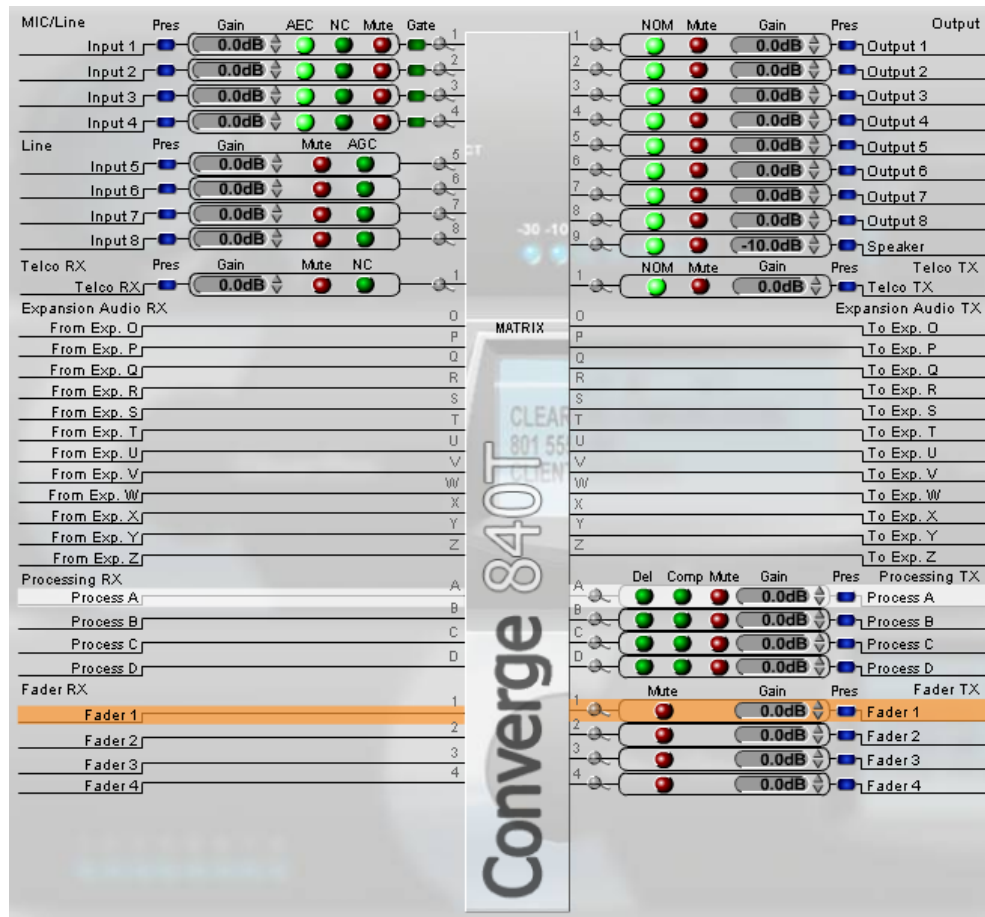 MIC/Line Pres Gain AEC NC Mute Gate
Input 1 0.0dB 1
Input 2 0.0dB 2
Input 3 0.0dB 3
Input 4 0.0dB 4
Line Pres Gain Mute AGC
Input 5 0.0dB 5
Input 6 0.0dB 6
Input 7 0.0dB 7
Input 8 0.0dB 8
Telco RX Pres Gain Mute NC
Telco RX 0.0dB 1
Expansion Audio RX
From Exp. O O
From Exp. P P
From Exp. Q Q
From Exp. R R
From Exp. S S
From Exp. T T
From Exp. U U
From Exp. V V
From Exp. W W
From Exp. X X
From Exp. Y Y
From Exp. Z Z
Processing RX
Process A A
Process B B
Process C C
Process D D
Fader RX
Fader 1 1
Fader 2 2
Fader 3 3
Fader 4 4
CT
-30 -10
MATRIX
CLEAR
801 555
CLIENT
Converge 840T
NOM Mute Gain Pres Output
1 0.0dB Output 1
2 0.0dB Output 2
3 0.0dB Output 3
4 0.0dB Output 4
5 0.0dB Output 5
6 0.0dB Output 6
7 0.0dB Output 7
8 0.0dB Output 8
9 -10.0dB Speaker
NOM Mute Gain Pres Telco TX
1 0.0dB Telco TX
Expansion Audio TX
O To Exp. O
P To Exp. P
Q To Exp. Q
R To Exp. R
S To Exp. S
T To Exp. T
U To Exp. U
V To Exp. V
W To Exp. W
X To Exp. X
Y To Exp. Y
Z To Exp. Z
Del Comp Mute Gain Pres Processing TX
A 0.0dB Process A
B 0.0dB Process B
C 0.0dB Process C
D 0.0dB Process D
Mute Gain Pres Fader TX
1 0.0dB Fader 1
2 0.0dB Fader 2
3 0.0dB Fader 3
4 0.0dB Fader 4